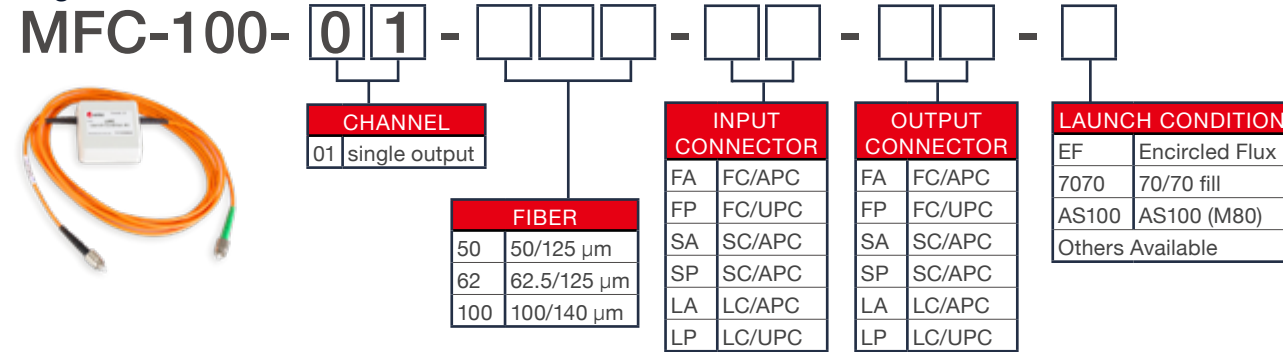 MFC-100- 0 1 - - - -
CHANNEL
01 single output
FIBER
50 50/125 µm
62 62.5/125 µm
100 100/140 µm
INPUT
CONNECTOR
FA FC/APC
FP FC/UPC
SA SC/APC
SP SC/APC
LA LC/APC
LP LC/UPC
OUTPUT
CONNECTOR
FA FC/APC
FP FC/UPC
SA SC/APC
SP SC/APC
LA LC/APC
LP LC/UPC
LAUNCH CONDITION
EF Encircled Flux
7070 70/70 fill
AS100 AS100 (M80)
Others Available